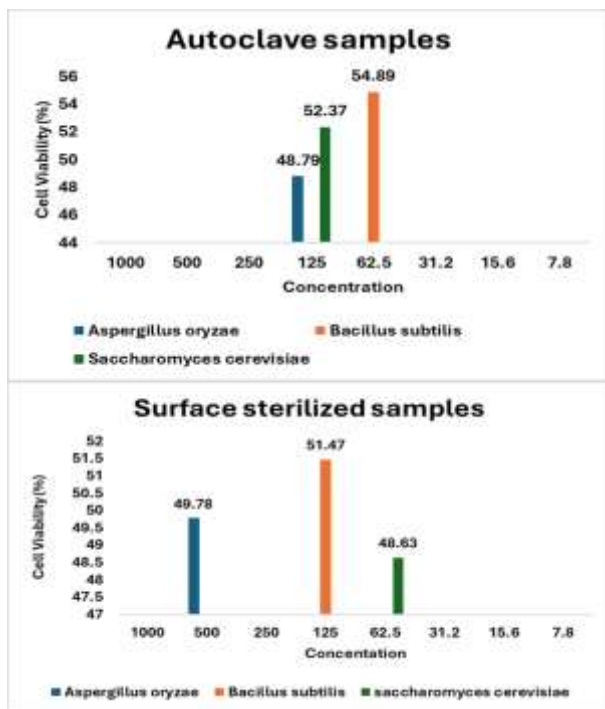 Autoclave samples
56
54
52
50
48
46
44
Cell Viability(%)
54.89
52.37
48.79
1000 500 250 125 62.5 31.2 15.6 7.8
Concentration
Aspergillus oryzae Bacillus subtilis
Saccharomyces cerevisiae
Surface sterilized samples
52
51.5
51
50.5
50
49.5
49
48.5
48
47.5
47
Cell Viability(%)
51.47
49.78
48.63
1000 500 250 125 62.5 31.2 15.6 7.8
Concentation
Aspergillus oryzae Bacillus subtilis saccharomyces cerevisiae